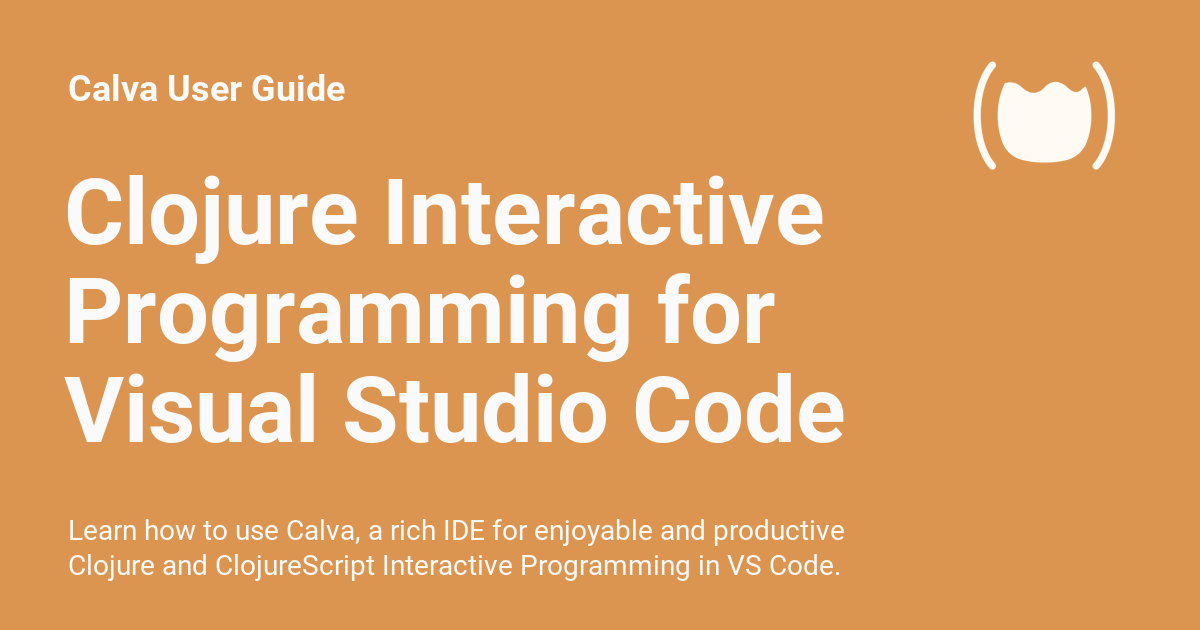 Calva User Guide
Clojure Interactive
Programming for
Visual Studio Code
Learn how to use Calva, a rich IDE for enjoyable and productive
Clojure and ClojureScript Interactive Programming in VS Code.